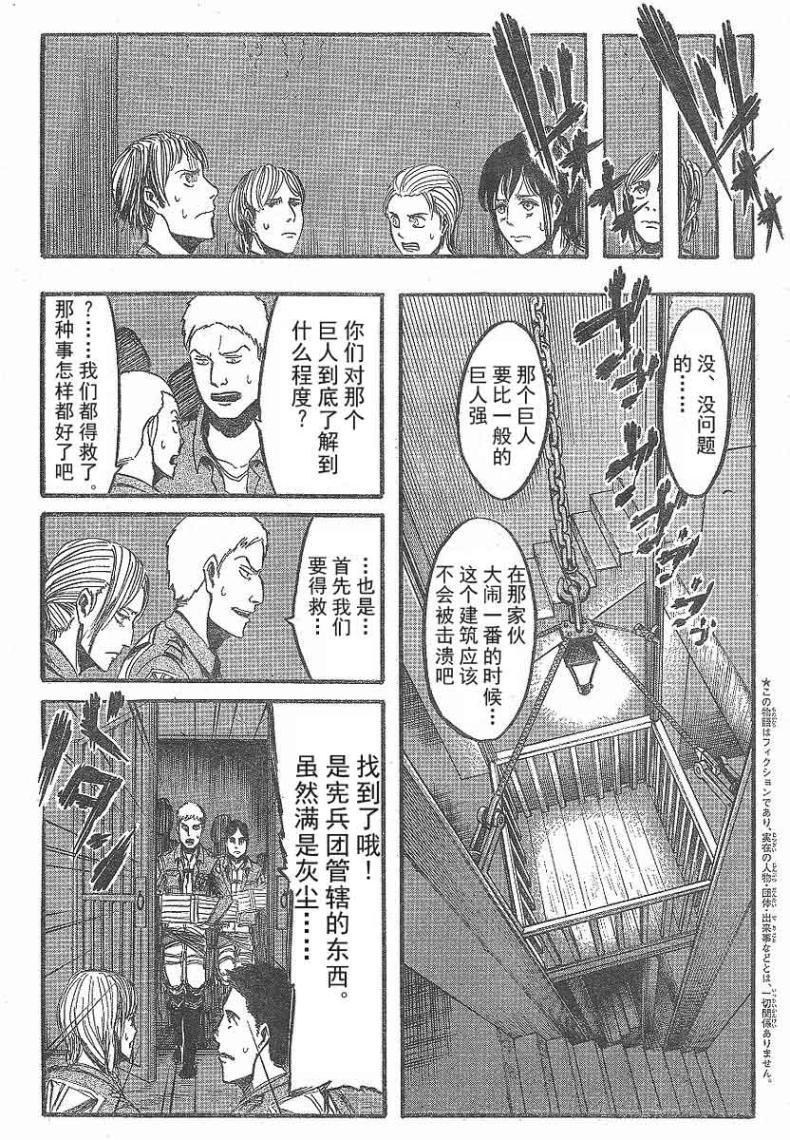 没、没问题
的……
那个巨人
要比一般的
巨人强
在那家伙
大闹一番的时候…
这个建筑应该
不会被击溃吧
你们对那个
巨人到底了解到
什么程度？
？……我们都得救了。
那种事怎样都好了吧
…也是…
首先我们
要得救…
找到了哦！
是宪兵团管辖的东西。
虽然满是灰尘……
バタン
★この物語はフィクションであり、実在の人物・団体・出来事などとは、一切関係ありません。